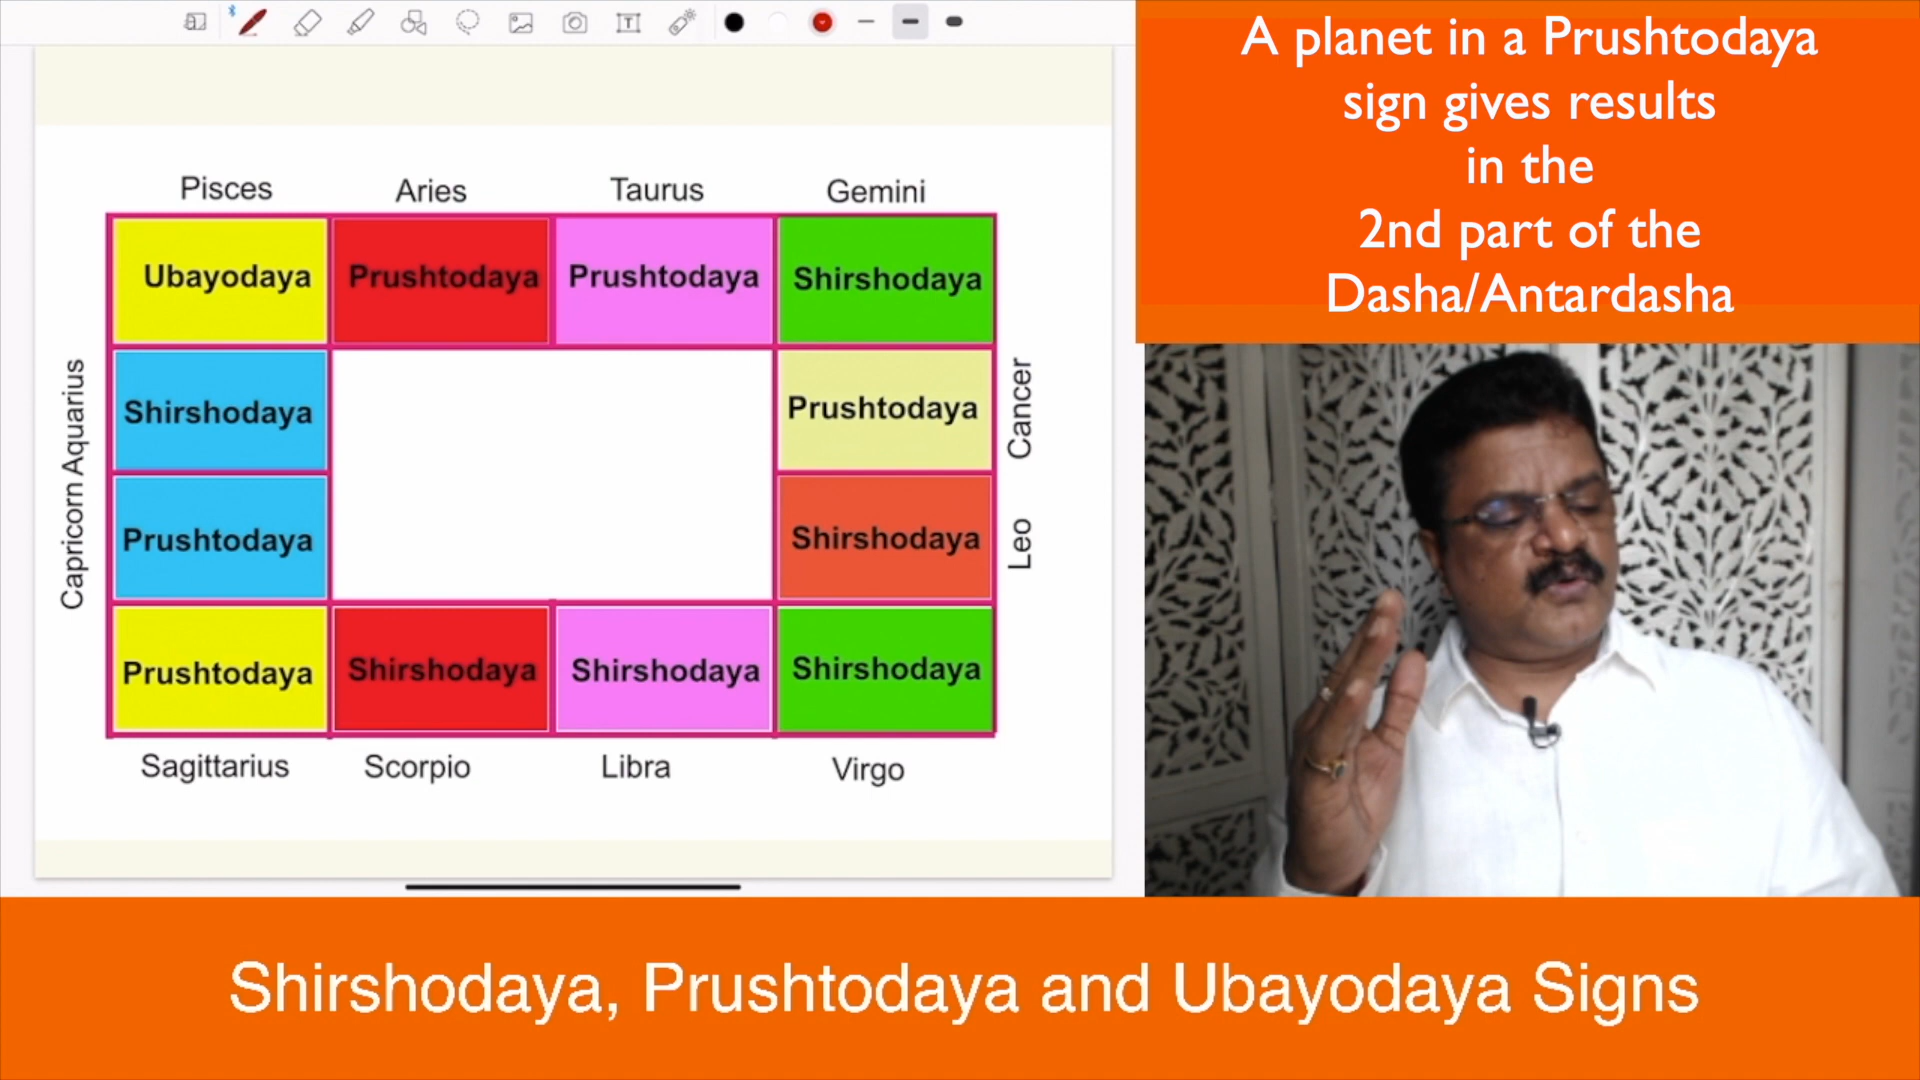 T
A planet in a Prushtodaya
sign gives results
in the
2nd part of the
Dasha/Antardasha
Pisces
Aries
Taurus
Gemini
Ubayodaya
Prushtodaya
Prushtodaya
Shirshodaya
Capricorn Aquarius
Shirshodaya
Prushtodaya
Cancer
Prushtodaya
Shirshodaya
Leo
Prushtodaya
Shirshodaya
Shirshodaya
Shirshodaya
Sagittarius
Scorpio
Libra
Virgo
Shirshodaya, Prushtodaya and Ubayodaya Signs